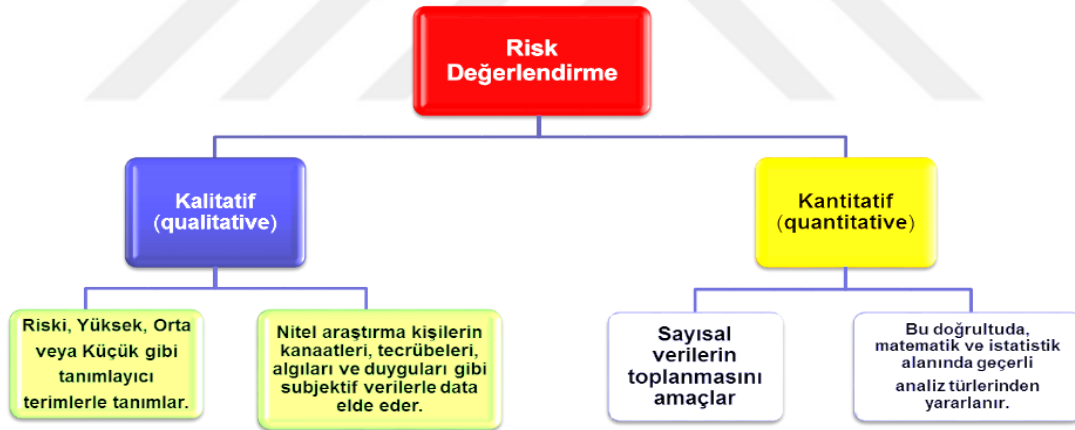 Risk
Değerlendirme
Kalitatif
(qualitative)
Kantitatif
(quantitative)
Riski, Yüksek, Orta
veya Küçük gibi
tanımlayıcı
terimlerle tanımlar.
Nitel araştırma kişilerin
kanaatleri, tecrübeleri,
algıları ve duyguları gibi
subjektif verilerle data
elde eder.
Sayısal
verilerin
toplanmasını
amaçlar
Bu doğrultuda,
matematik ve istatistik
alanında geçerli
analiz türlerinden
yararlanır.